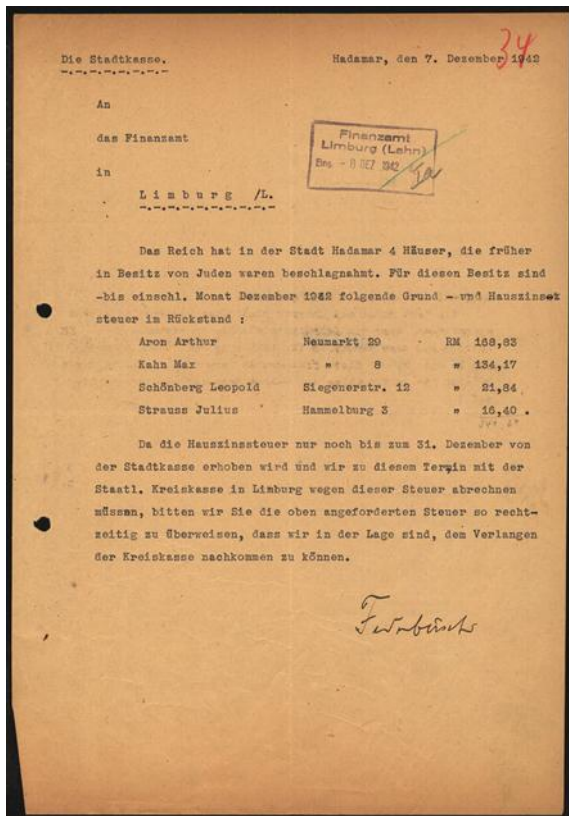 34
Die Stadtkasse. Hadamar, den 7. Dezember 1942
An
das Finanzamt
in
Limburg /L.
Finanzamt
Limburg (Lahn)
Eing. - 8 DEZ 1942
Das Reich hat in der Stadt Hadamar 4 Häuser, die früher
in Besitz von Juden waren beschlagnahmt. Für diesen Besitz sind
-bis einschl. Monat Dezember 1942 folgende Grund - und Hauszinset
steuer im Rückstand :
Aron Arthur Neumarkt 29 RM 168,83
Kahn Max " 8 " 134,17
Schönberg Leopold Siegenerstr. 12 " 21,84
Strauss Julius Hammelburg 3 " 16,40 .
Da die Hauszinssteuer nur noch bis zum 31. Dezember von
der Stadtkasse erhoben wird und wir zu diesem Termin mit der
Staatl. Kreiskasse in Limburg wegen dieser Steuer abrechnen
müssen, bitten wir Sie die oben angeforderten Steuer so recht-
zeitig zu überweisen, dass wir in der Lage sind, dem Verlangen
der Kreiskasse nachkommen zu können.